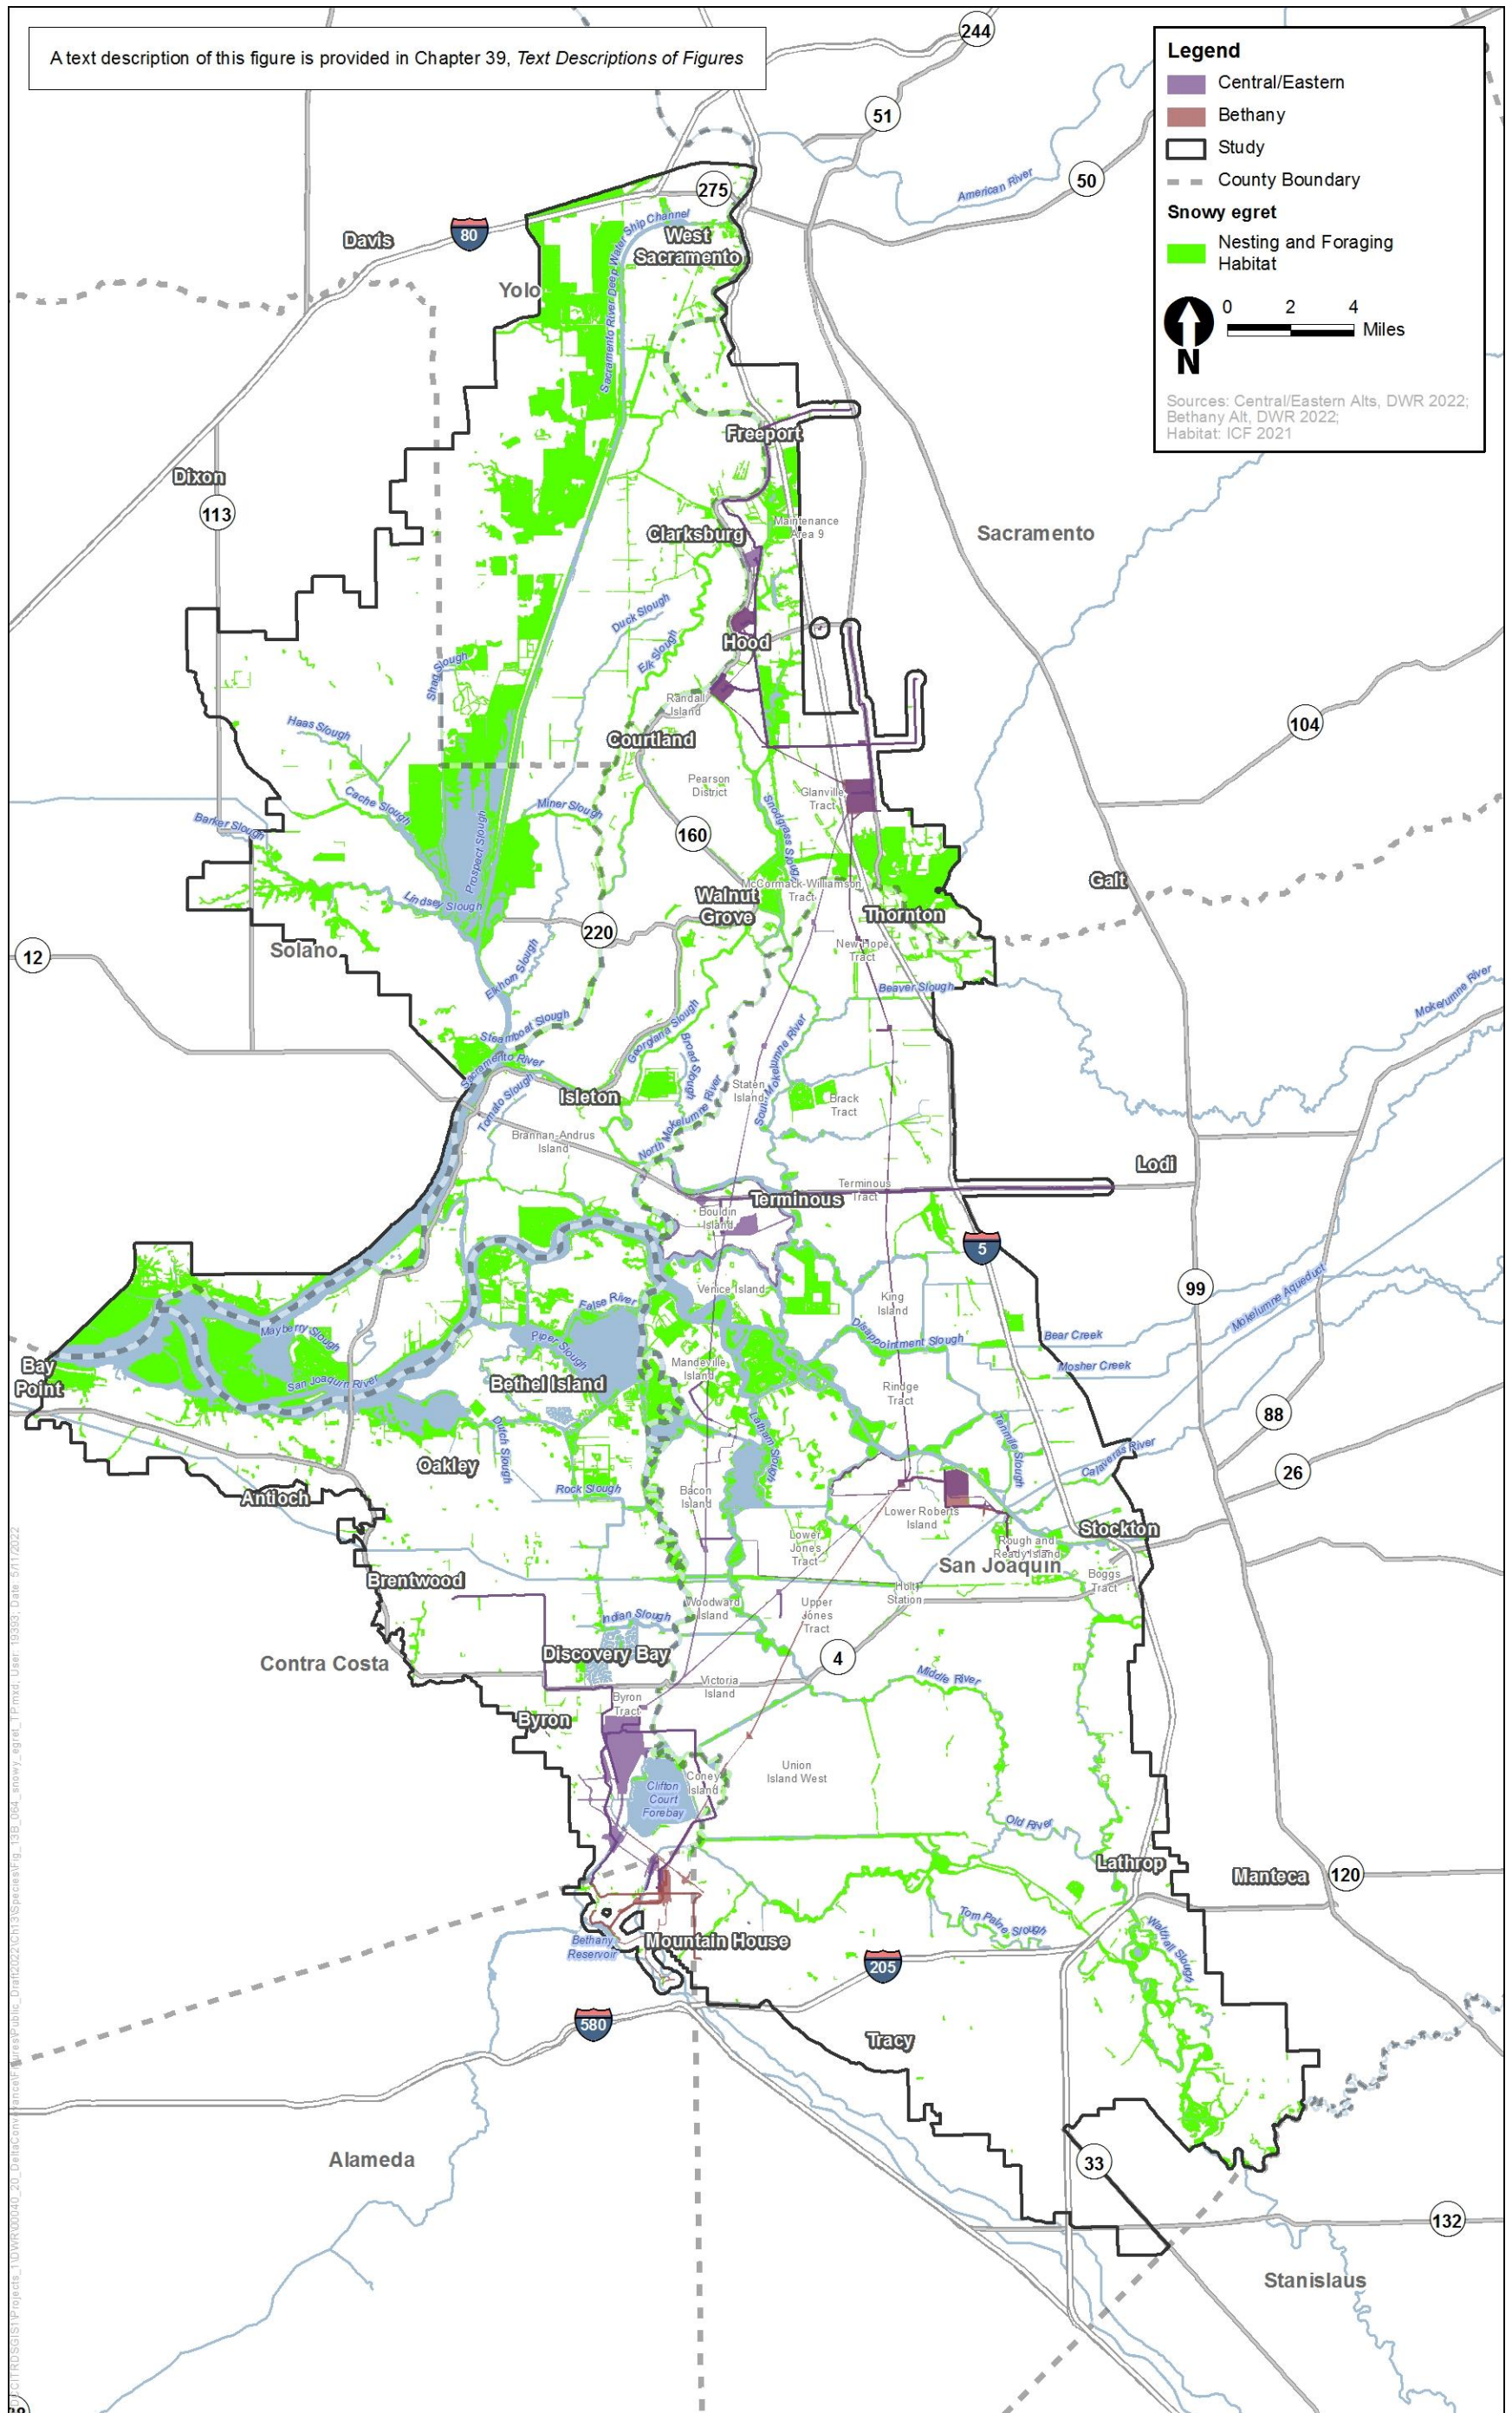 A text description of this figure is provided in Chapter 39, Text Descriptions of Figures
Legend
Central/Eastern
Bethany
Study
County Boundary
Snowy egret
Nesting and Foraging
Habitat
0 2 4
Miles
N
Sources: Central/Eastern Alts, DWR 2022;
Bethany Alt, DWR 2022;
Habitat: ICF 2021
244
51
50
American River
275
80
Davis
Yolo
Sacramento River Deep Water Ship Channel
West
Sacramento
Freeport
Dixon
113
Clarksburg
Maintenance
Area 9
Sacramento
Duck Slough
Elk Slough
Hood
Shag Slough
Randall
Island
Haas Slough
Courtland
104
Pearson
District
Glanville
Tract
Cache Slough
Miner Slough
Barker Slough
Prospect Slough
160
Snodgrass Slough
Galt
Lindsey Slough
Walnut
Grove
McCormack-Williamson
Tract
Thornton
220
New Hope
Tract
12
Solano
Elkhorn Slough
Beaver Slough
Mokelumne River
Steamboat Slough
Georgiana Slough
Sacramento River
Broad Slough
South Mokelumne River
Tomato Slough
Isleton
Staten
Island
Brack
Tract
Brannan-Andrus
Island
North Mokelumne River
Lodi
Terminous
Terminous
Tract
Bouldin
Island
5
99
Venice Island
Mokelumne Aqueduct
False River
King
Island
Mayberry Slough
Piper Slough
Disappointment Slough
Bear Creek
Bay
Point
San Joaquin River
Bethel Island
Mandeville
Island
Mosher Creek
Rindge
Tract
88
Dutch Slough
Latham Slough
Tenmile Slough
Calaveras River
26
Oakley
Antioch
Rock Slough
Bacon
Island
Lower Roberts
Island
Stockton
Lower
Jones
Tract
Rough and
Ready Island
San Joaquin
Boggs
Tract
Brentwood
Holt
Station
Woodward
Island
Upper
Jones
Tract
Indian Slough
Discovery Bay
Contra Costa
4
Middle River
Victoria
Island
Byron
Tract
Byron
Union
Island West
Coney
Island
Clifton
Court
Forebay
Old River
Lathrop
Manteca
120
Tom Paine Slough
Walthall Slough
Bethany
Reservoir
Mountain House
205
580
Tracy
Alameda
33
132
Stanislaus